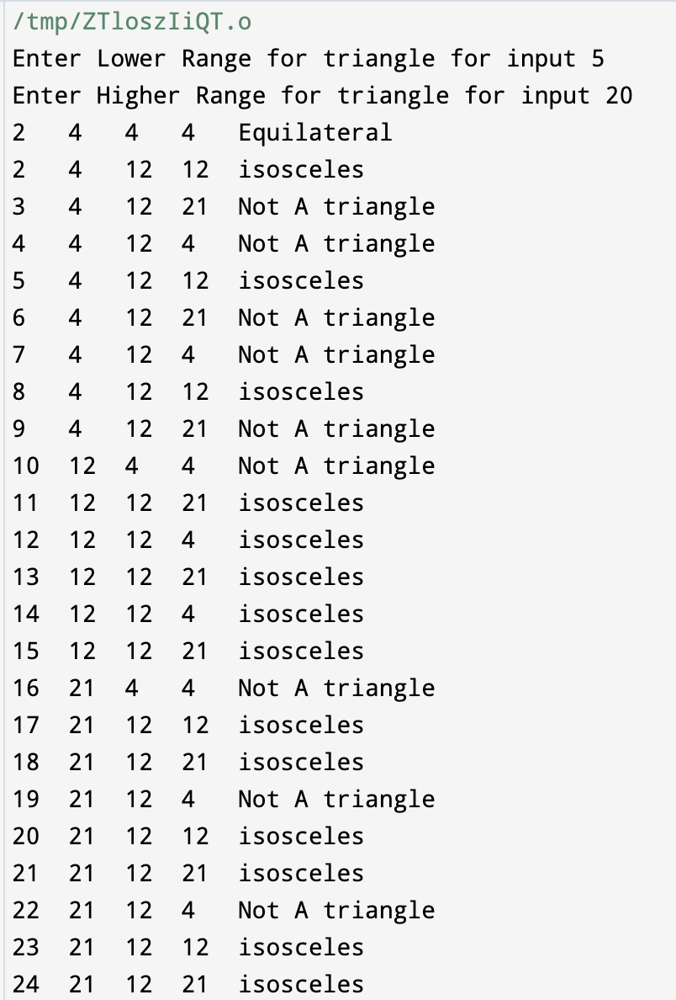 /tmp/ZTloszIiQT.o
Enter Lower Range for triangle for input 5
Enter Higher Range for triangle for input 20
2 4 4 4 Equilateral
2 4 12 12 isosceles
3 4 12 21 Not A triangle
4 4 12 4 Not A triangle
5 4 12 12 isosceles
6 4 12 21 Not A triangle
7 4 12 4 Not A triangle
8 4 12 12 isosceles
9 4 12 21 Not A triangle
10 12 4 4 Not A triangle
11 12 12 21 isosceles
12 12 12 4 isosceles
13 12 12 21 isosceles
14 12 12 4 isosceles
15 12 12 21 isosceles
16 21 4 4 Not A triangle
17 21 12 12 isosceles
18 21 12 21 isosceles
19 21 12 4 Not A triangle
20 21 12 12 isosceles
21 21 12 21 isosceles
22 21 12 4 Not A triangle
23 21 12 12 isosceles
24 21 12 21 isosceles